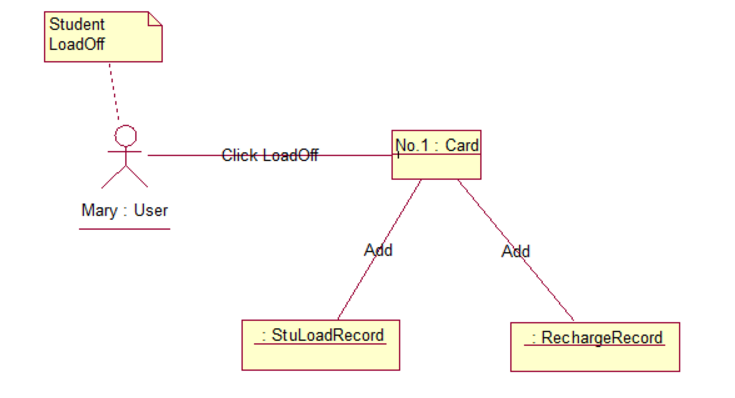 Student
LoadOff
Click LoadOff
No.1 : Card
Mary : User
Add
Add
: StuLoadRecord
: RechargeRecord